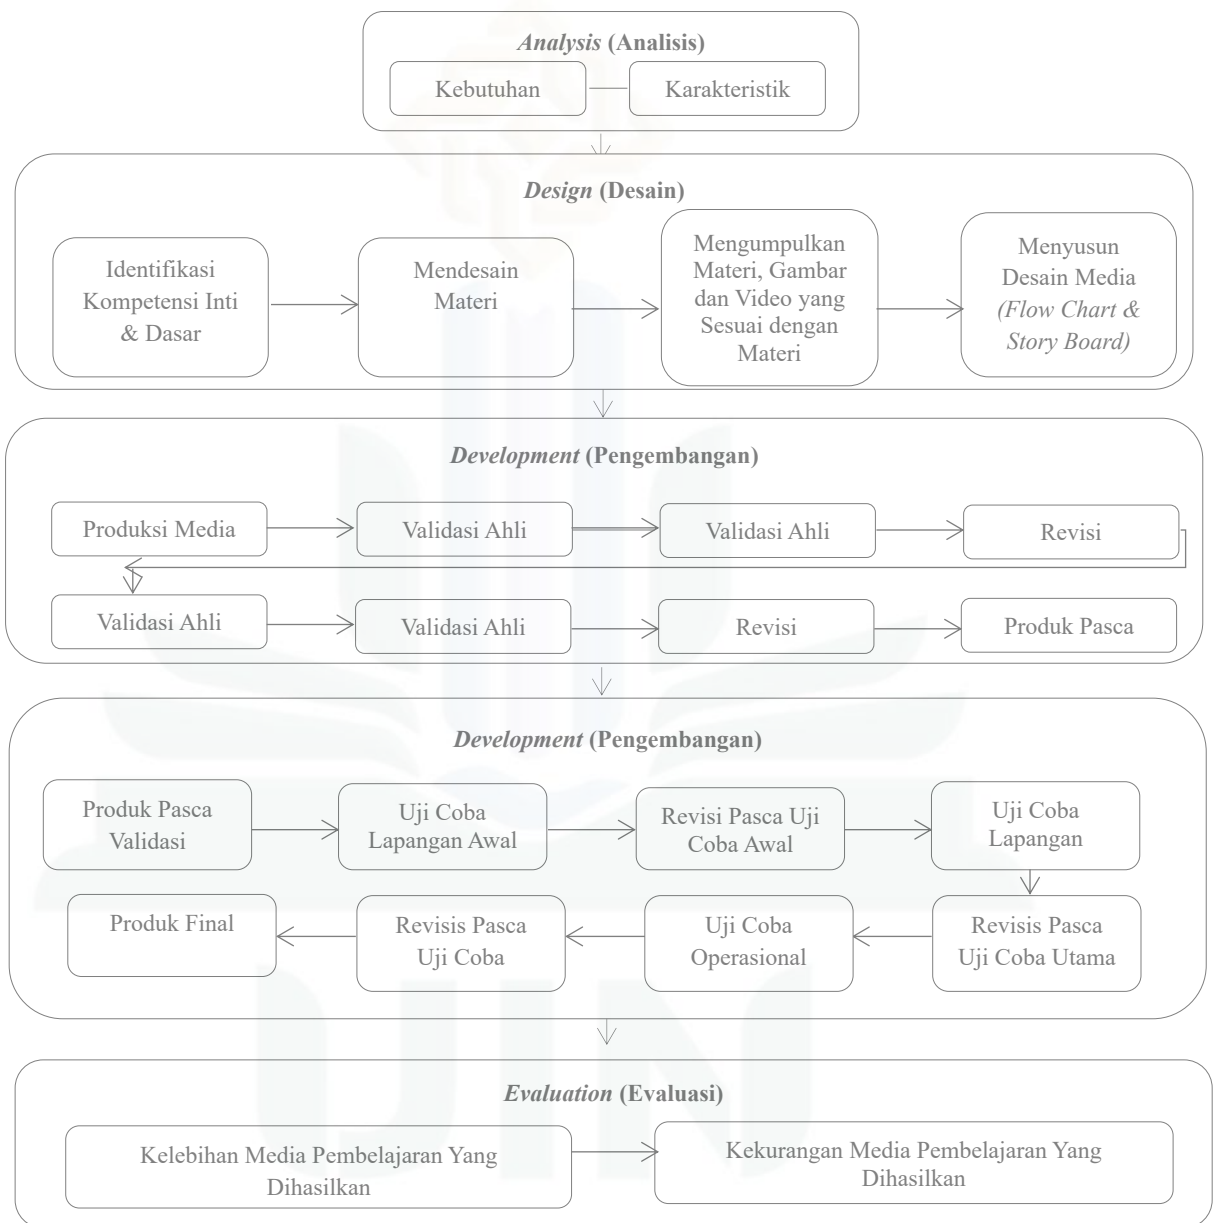 Analysis (Analisis)
Kebutuhan
Karakteristik
Design (Desain)
Identifikasi
Kompetensi Inti
& Dasar
Mendesain
Materi
Mengumpulkan
Materi, Gambar
dan Video yang
Sesuai dengan
Materi
Menyusun
Desain Media
(Flow Chart &
Story Board)
Development (Pengembangan)
Produksi Media
Validasi Ahli
Validasi Ahli
Revisi
Validasi Ahli
Validasi Ahli
Revisi
Produk Pasca
Development (Pengembangan)
Produk Pasca
Validasi
Uji Coba
Lapangan Awal
Revisi Pasca Uji
Coba Awal
Uji Coba
Lapangan
Revisis Pasca
Uji Coba Utama
Uji Coba
Operasional
Revisis Pasca
Uji Coba
Produk Final
Evaluation (Evaluasi)
Kelebihan Media Pembelajaran Yang
Dihasilkan
Kekurangan Media Pembelajaran Yang
Dihasilkan
UIN